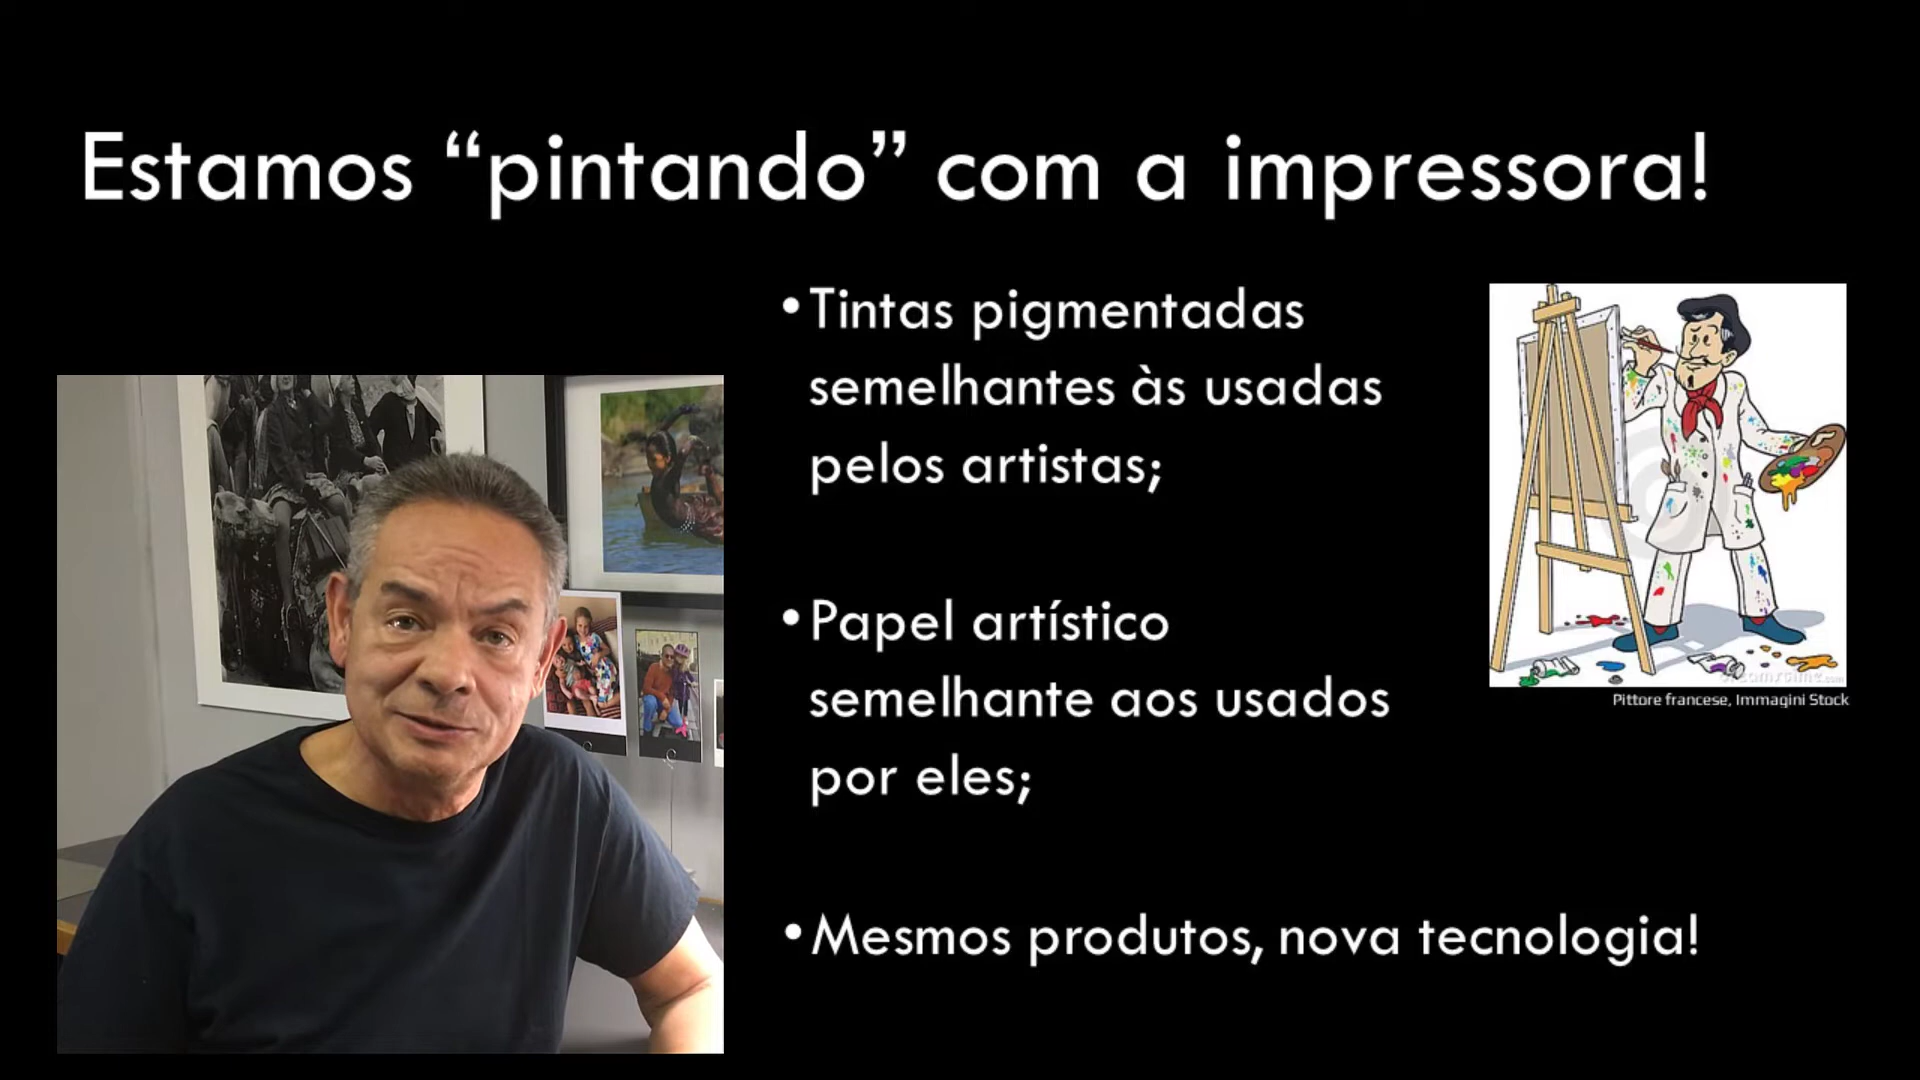 Estamos “pintando” com a impressora!
•Tintas pigmentadas
semelhantes às usadas
pelos artistas;
•Papel artístico
semelhante aos usados
por eles;
•Mesmos produtos, nova tecnologia!
Pittore francese, Immagini Stock